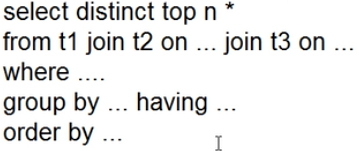 select distinct top n *
from t1 join t2 on ... join t3 on ...
where ....
group by ... having ...
order by ...